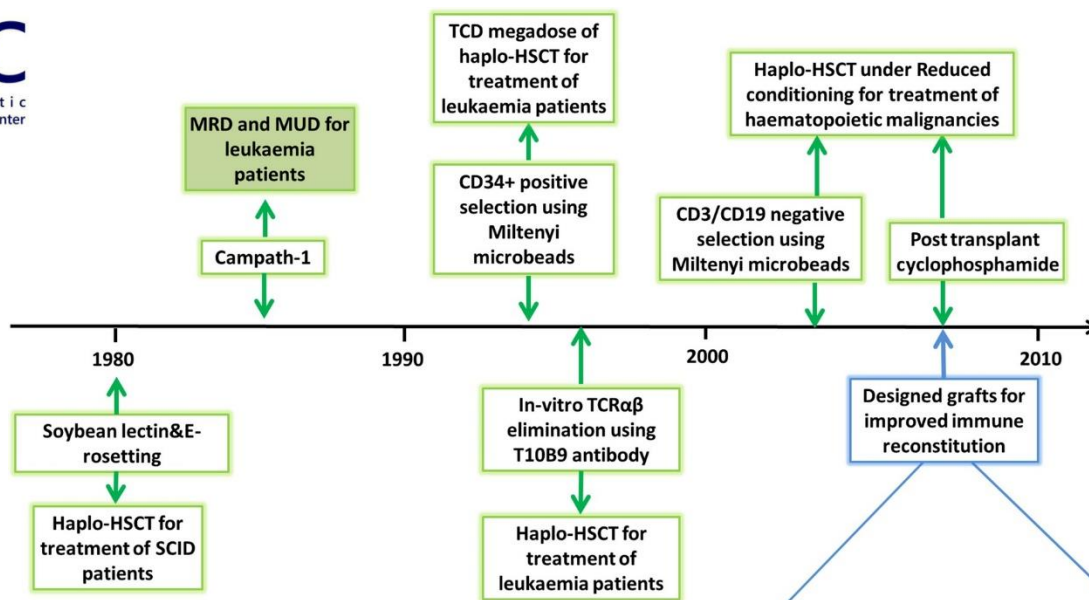 C
tic
nter
TCD megadose of
haplo-HSCT for
treatment of
leukaemia patients
Haplo-HSCT under Reduced
conditioning for treatment of
haematopoietic malignancies
MRD and MUD for
leukaemia
patients
CD34+ positive
selection using
Miltenyi
microbeads
CD3/CD19 negative
selection using
Miltenyi microbeads
Post transplant
cyclophosphamide
Campath-1
1980
1990
2000
2010
Soybean lectin&E-
rosetting
In-vitro TCRαβ
elimination using
T10B9 antibody
Designed grafts for
improved immune
reconstitution
Haplo-HSCT for
treatment of SCID
patients
Haplo-HSCT for
treatment of
leukaemia patients